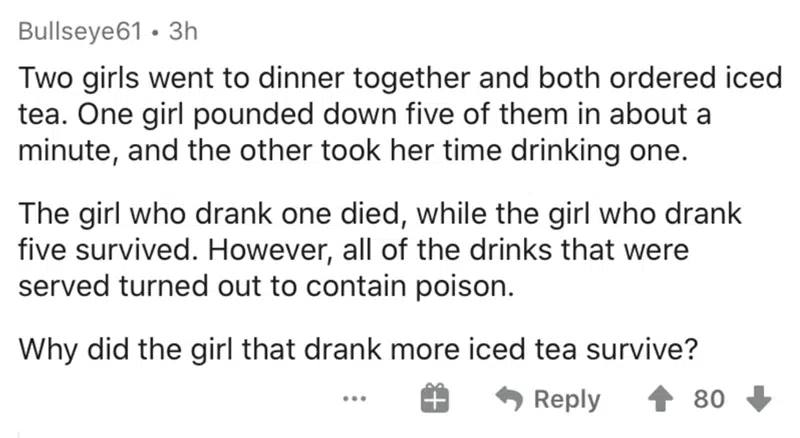 Bullseye61 • 3h
Two girls went to dinner together and both ordered iced
tea. One girl pounded down five of them in about a
minute, and the other took her time drinking one.
The girl who drank one died, while the girl who drank
five survived. However, all of the drinks that were
served turned out to contain poison.
Why did the girl that drank more iced tea survive?
... Reply 80